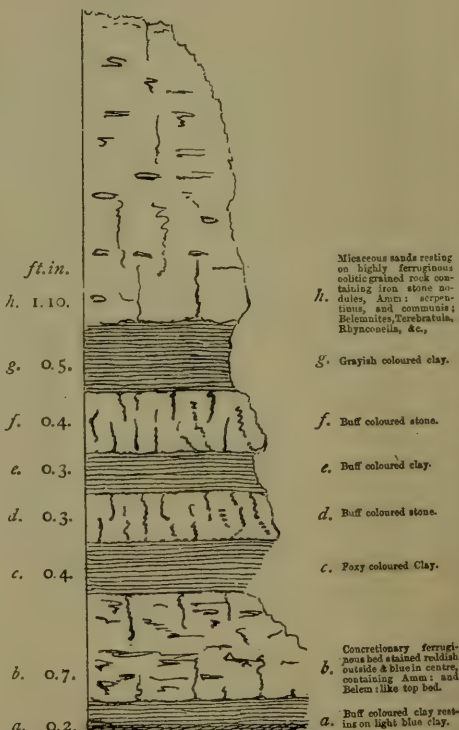 ft. in.
h. 1.10.
g. 0.5.
f. 0.4.
e. 0.3.
d. 0.3.
c. 0.4.
b. 0.7.
a. 0.2.
Micaceous sands resting
on highly ferruginous
oolitic grained rock con-
taining iron stone no-
h. dules, Amm: serpen-
tinus, and communis;
Belemnites, Terebratula,
Rhynconella, &c.,
g. Grayish coloured clay.
f. Buff coloured stone.
e. Buff coloured clay.
d. Buff coloured stone.
c. Foxy coloured Clay.
Concretionary ferrugi-
nous bed stained reddish
outside & blue in centre,
b. containing Amm: and
Belem: like top bed.
a. Buff coloured clay rest-
ins on light blue clay.